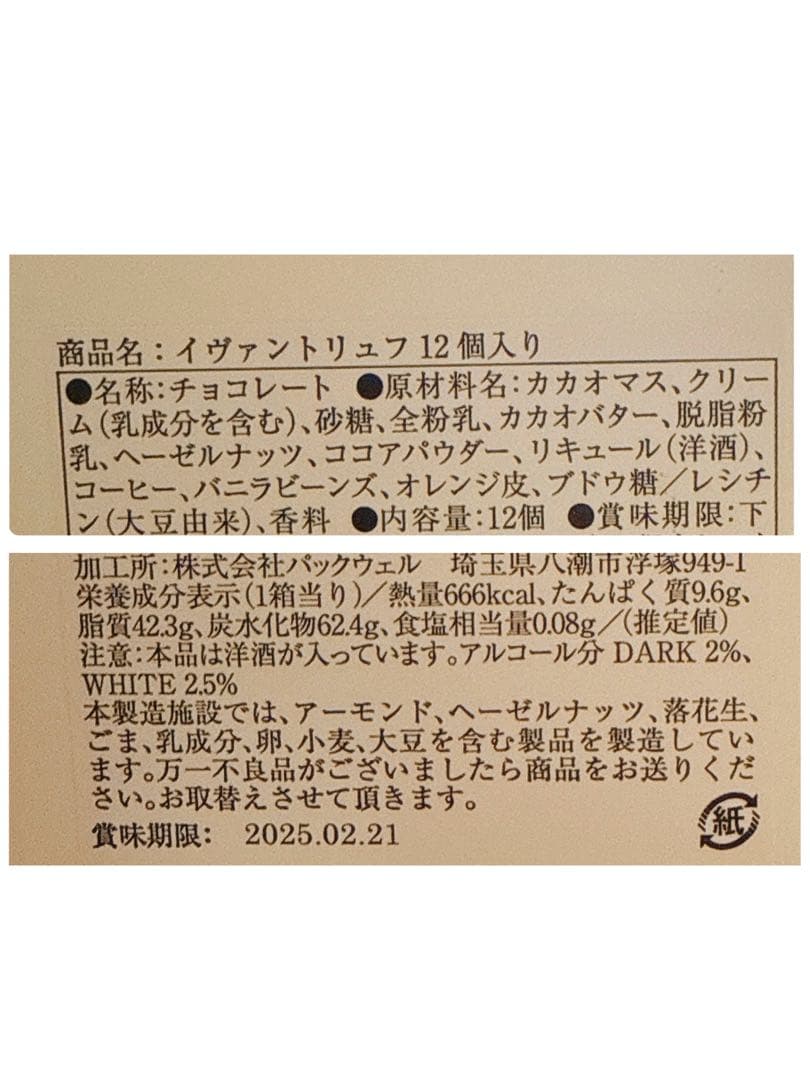 商品名：イヴァントリュフ 12 個入り
●名称：チョコレート ●原材料名：カカオマス、クリー
ム（乳成分を含む）、砂糖、全粉乳、カカオバター、脱脂粉
乳、ヘーゼルナッツ、ココアパウダー、リキュール（洋酒）、
コーヒー、バニラビーンズ、オレンジ皮、ブドウ糖／レシチ
ン（大豆由来）、香料 ●内容量：12個 ●賞味期限：下
加工所：株式会社パックウェル 埼玉県八潮市浮塚949-1
栄養成分表示（1箱当り）／熱量666kcal、たんぱく質9.6g、
脂質42.3g、炭水化物62.4g、食塩相当量0.08g／（推定値）
注意：本品は洋酒が入っています。アルコール分 DARK 2%、
WHITE 2.5%
本製造施設では、アーモンド、ヘーゼルナッツ、落花生、
ごま、乳成分、卵、小麦、大豆を含む製品を製造してい
ます。万一不良品がございましたら商品をお送りくだ
さい。お取替えさせて頂きます。
賞味期限： 2025.02.21
紙